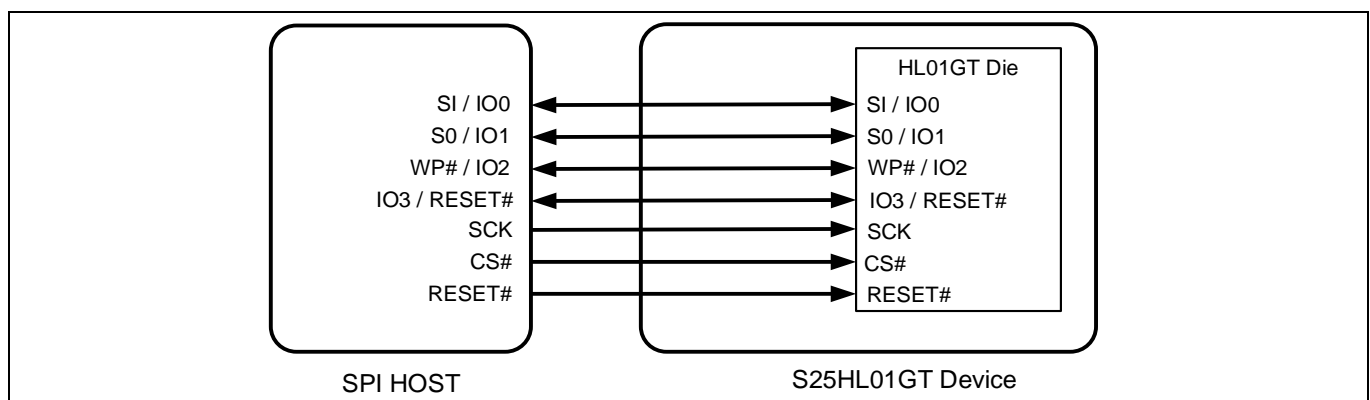 HL01GT Die
SI / IO0 SI / IO0
S0 / IO1 S0 / IO1
WP# / IO2 WP# / IO2
IO3 / RESET# IO3 / RESET#
SCK SCK
CS# CS#
RESET# RESET#
SPI HOST S25HL01GT Device